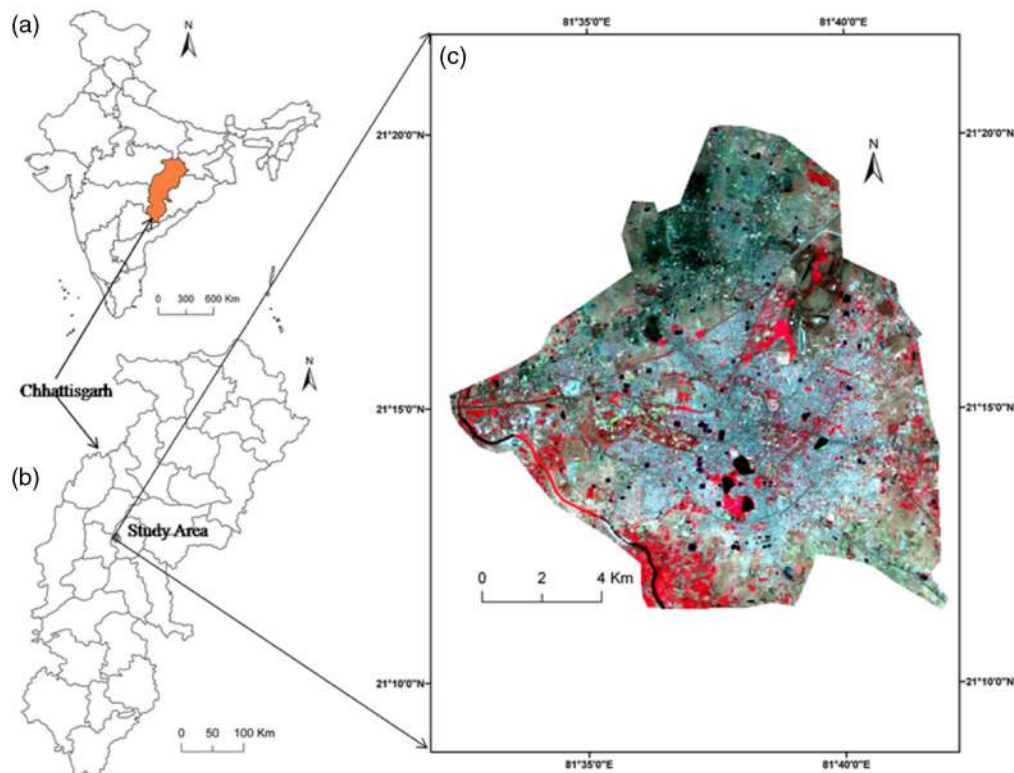 (a)
N
0 300 600 Km
Chhattisgarh
(b)
N
Study Area
0 50 100 Km
(c)
81°35'0"E 81°40'0"E
21°20'0"N 21°20'0"N
N
21°15'0"N 21°15'0"N
0 2 4 Km
21°10'0"N 21°10'0"N
81°35'0"E 81°40'0"E